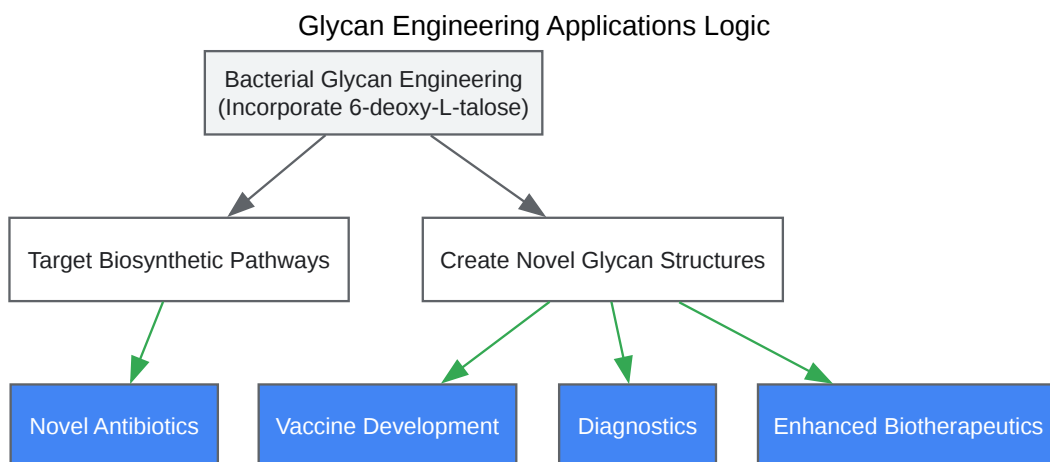 Glycan Engineering Applications Logic
Bacterial Glycan Engineering
(Incorporate 6-deoxy-L-talose)
Target Biosynthetic Pathways
Create Novel Glycan Structures
Novel Antibiotics
Vaccine Development
Diagnostics
Enhanced Biotherapeutics